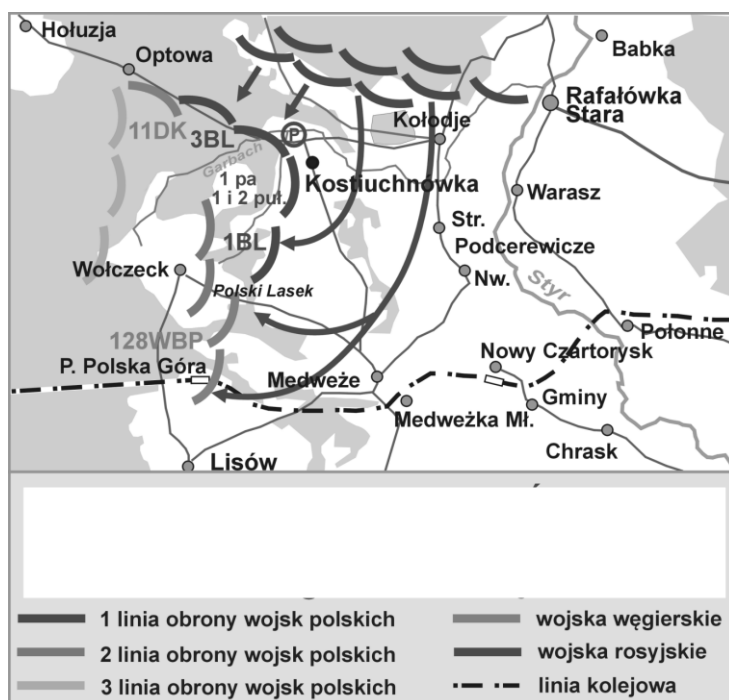 Hołuzja
Optowa
Babka
Rafałówka
Stara
11DK
3BL
P
Kołodje
Garbach
Kostiuchnówka
1 pa
1 i 2 puł.
Warasz
1BL
Str.
Podcerewicze
Wołczeck
Nw.
Polski Lasek
Styr
128WBP
Połonne
P. Polska Góra
Nowy Czartorysk
Medweże
Gminy
Medweżka Mł.
Chrask
Lisów
1 linia obrony wojsk polskich
wojska węgierskie
2 linia obrony wojsk polskich
wojska rosyjskie
3 linia obrony wojsk polskich
linia kolejowa